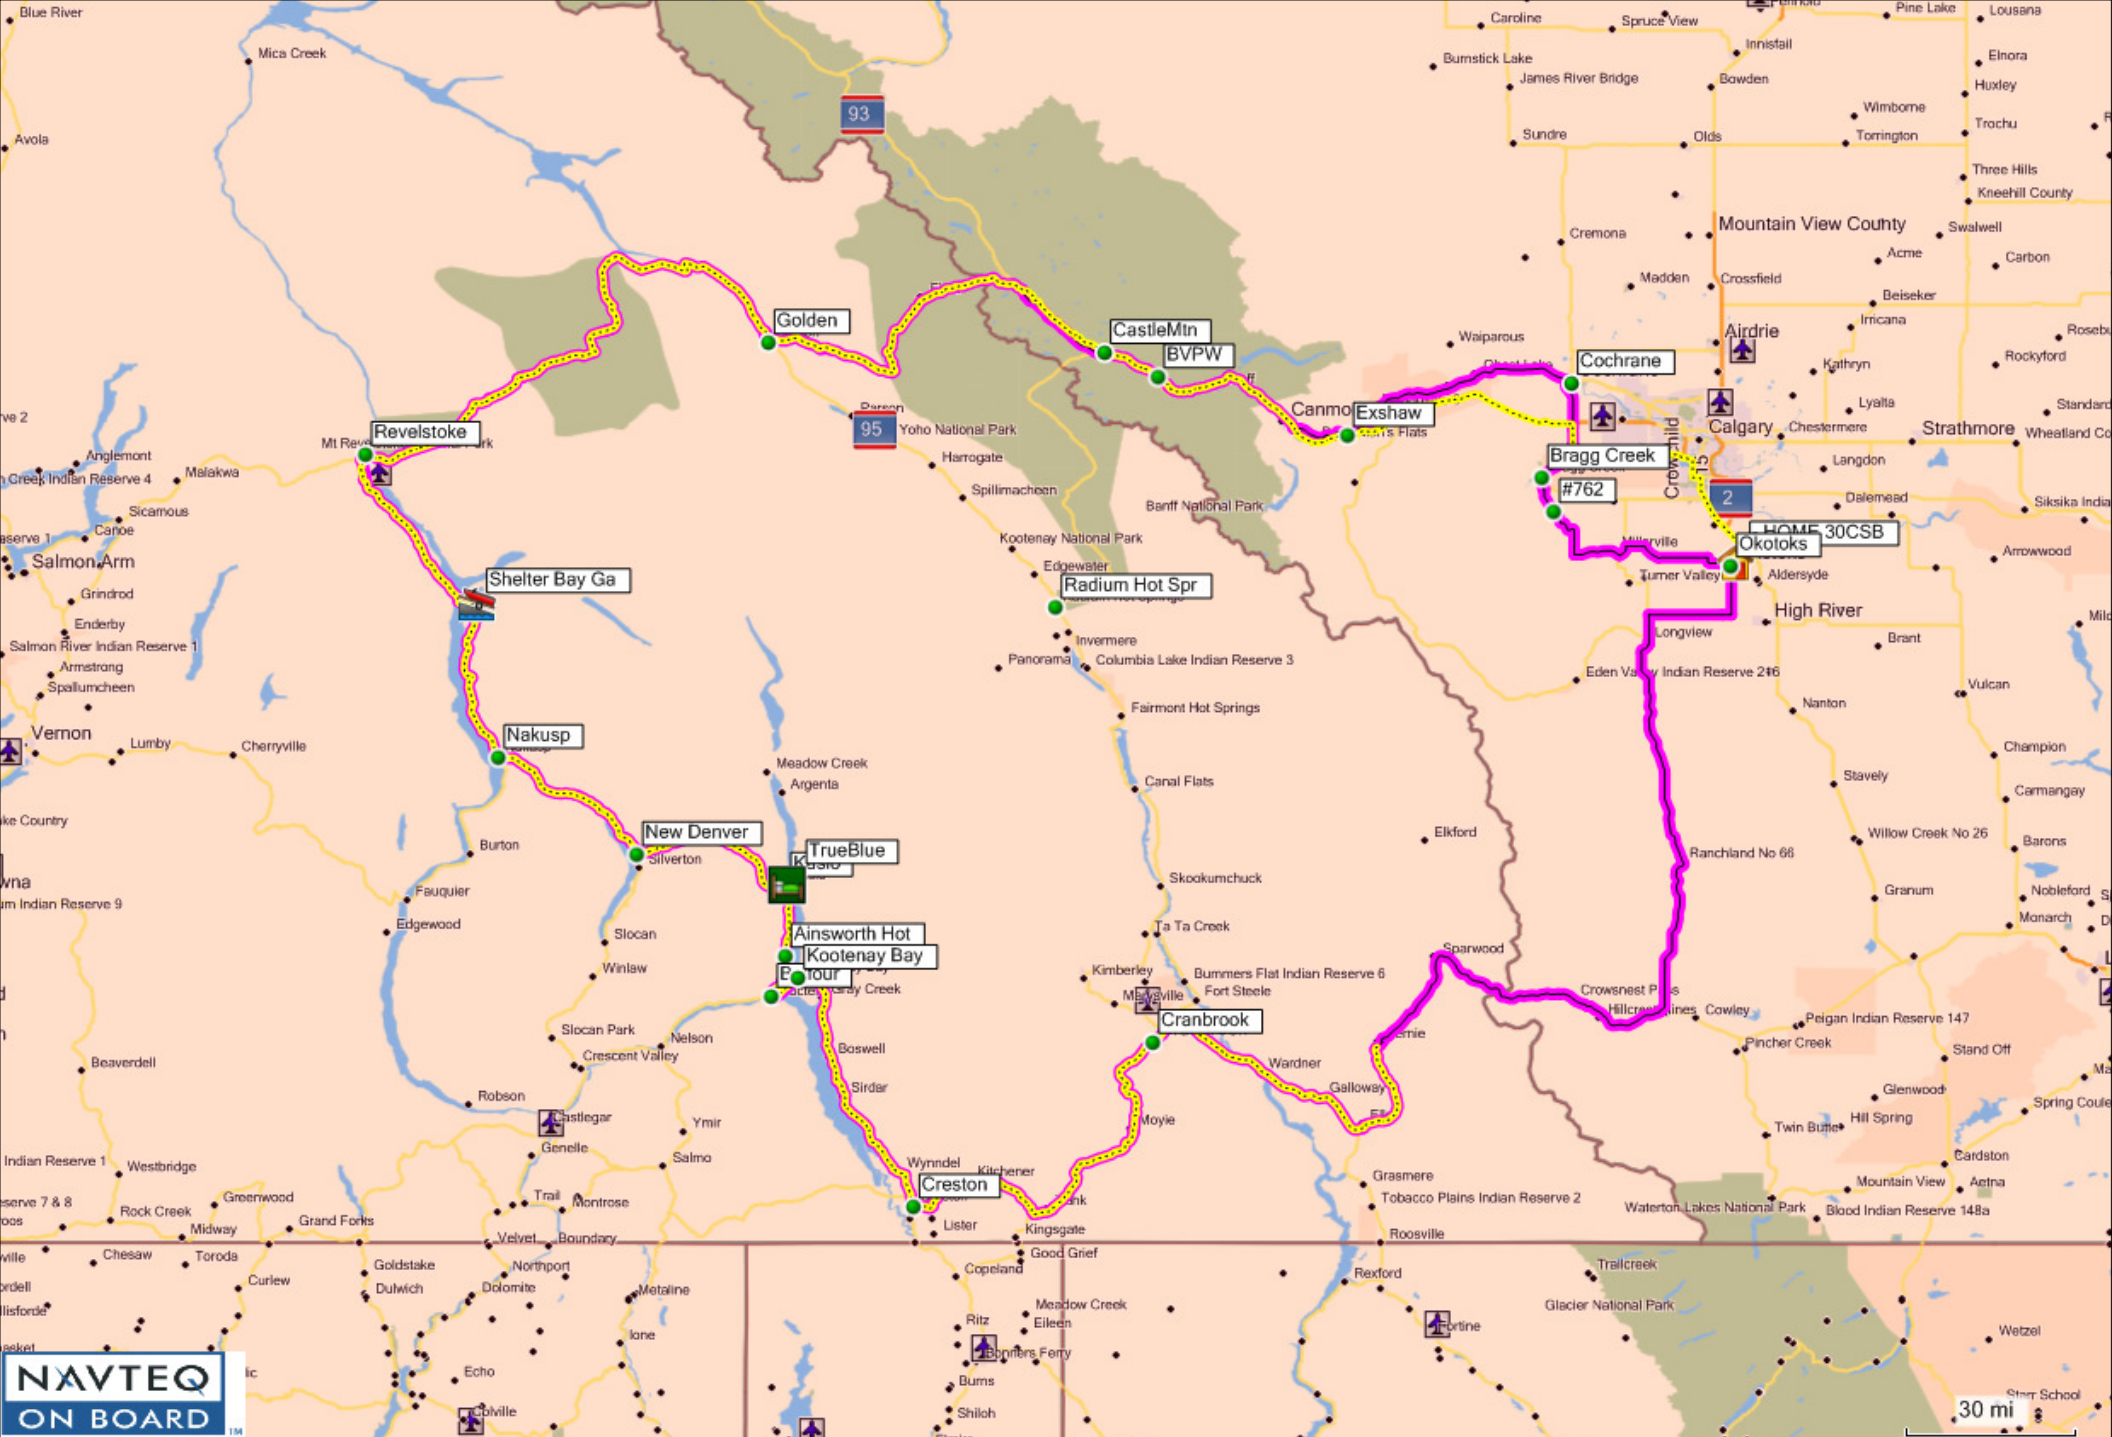 Blue River
Mica Creek
Avola
93
Caroline
Spruce View
Pine Lake
Lousana
Innisfail
Burnstick Lake
Elnora
James River Bridge
Bowden
Huxley
Wimborne
Trochu
Sundre
Olds
Torrington
Three Hills
Kneehill County
Mountain View County
Swalwell
Cremona
Acme
Carbon
Madden
Crossfield
Beiseker
Irricana
Airdrie
Waiparous
Kathryn
Rockyford
Golden
CastleMtn
BVPW
Cochrane
Lyalta
Standard
Exshaw
Parson
95
Yoho National Park
Calgary
Chestermere
Strathmore
Wheatland Co
Revelstoke
Anglemont
Malakwa
Creek Indian Reserve 4
Harrogate
Bragg Creek
Langdon
Spillimacheen
#762
15
2
Dalemead
Sicamous
Banff National Park
Canoe
Kootenay National Park
HOME 30CSB
Okotoks
Arrowwood
Salmon Arm
Edgewater
Millarville
Turner Valley
Aldersyde
Shelter Bay Ga
Radium Hot Spr
Grindrod
High River
Enderby
Longview
Brant
Salmon River Indian Reserve 1
Invermere
Armstrong
Panorama
Columbia Lake Indian Reserve 3
Spallumcheen
Vulcan
Fairmont Hot Springs
Nanton
Vernon
Lumby
Cherryville
Nakusp
Champion
Meadow Creek
Argenta
Canal Flats
Stavely
Carmangay
Burton
New Denver
Silverton
TrueBlue
Elkford
Willow Creek No 26
Barons
Ranchland No 66
Fauquier
Skookumchuck
Granum
Nobleford
Edgewood
Slocan
Ainsworth Hot
Ta Ta Creek
Monarch
Winlaw
Kootenay Bay
Sparwood
Kimberley
Bummers Flat Indian Reserve 6
Gray Creek
Fort Steele
Crowsnest Pass
Cowley
Peigan Indian Reserve 147
Slocan Park
Nelson
Cranbrook
Pincher Creek
Stand Off
Beaverdell
Crescent Valley
Boswell
Wardner
Sirdar
Galloway
Glenwood
Robson
Castlegar
Ymir
Moyie
Hill Spring
Spring Coule
Twin Butte
Genelle
Salmo
Wynndel
Kitchener
Cardston
Indian Reserve 1
Westbridge
Creston
Grasmere
Mountain View
Aetna
Greenwood
Trail
Montrose
Tobacco Plains Indian Reserve 2
Waterton Lakes National Park
Blood Indian Reserve 148a
Rock Creek
Midway
Grand Forks
Lister
Kingsgate
Roosville
Velvet
Boundary
Chesaw
Toroda
Goldstake
Northport
Good Grief
Copeland
Rexford
Trailcreek
Curlew
Dulwich
Dolomite
Metaline
Meadow Creek
Glacier National Park
Ritz
Eileen
Fortine
Ione
Bonners Ferry
Wetzel
Echo
Burns
Starr School
Colville
Shiloh
NAVTEQ
ON BOARD
TM
30 mi